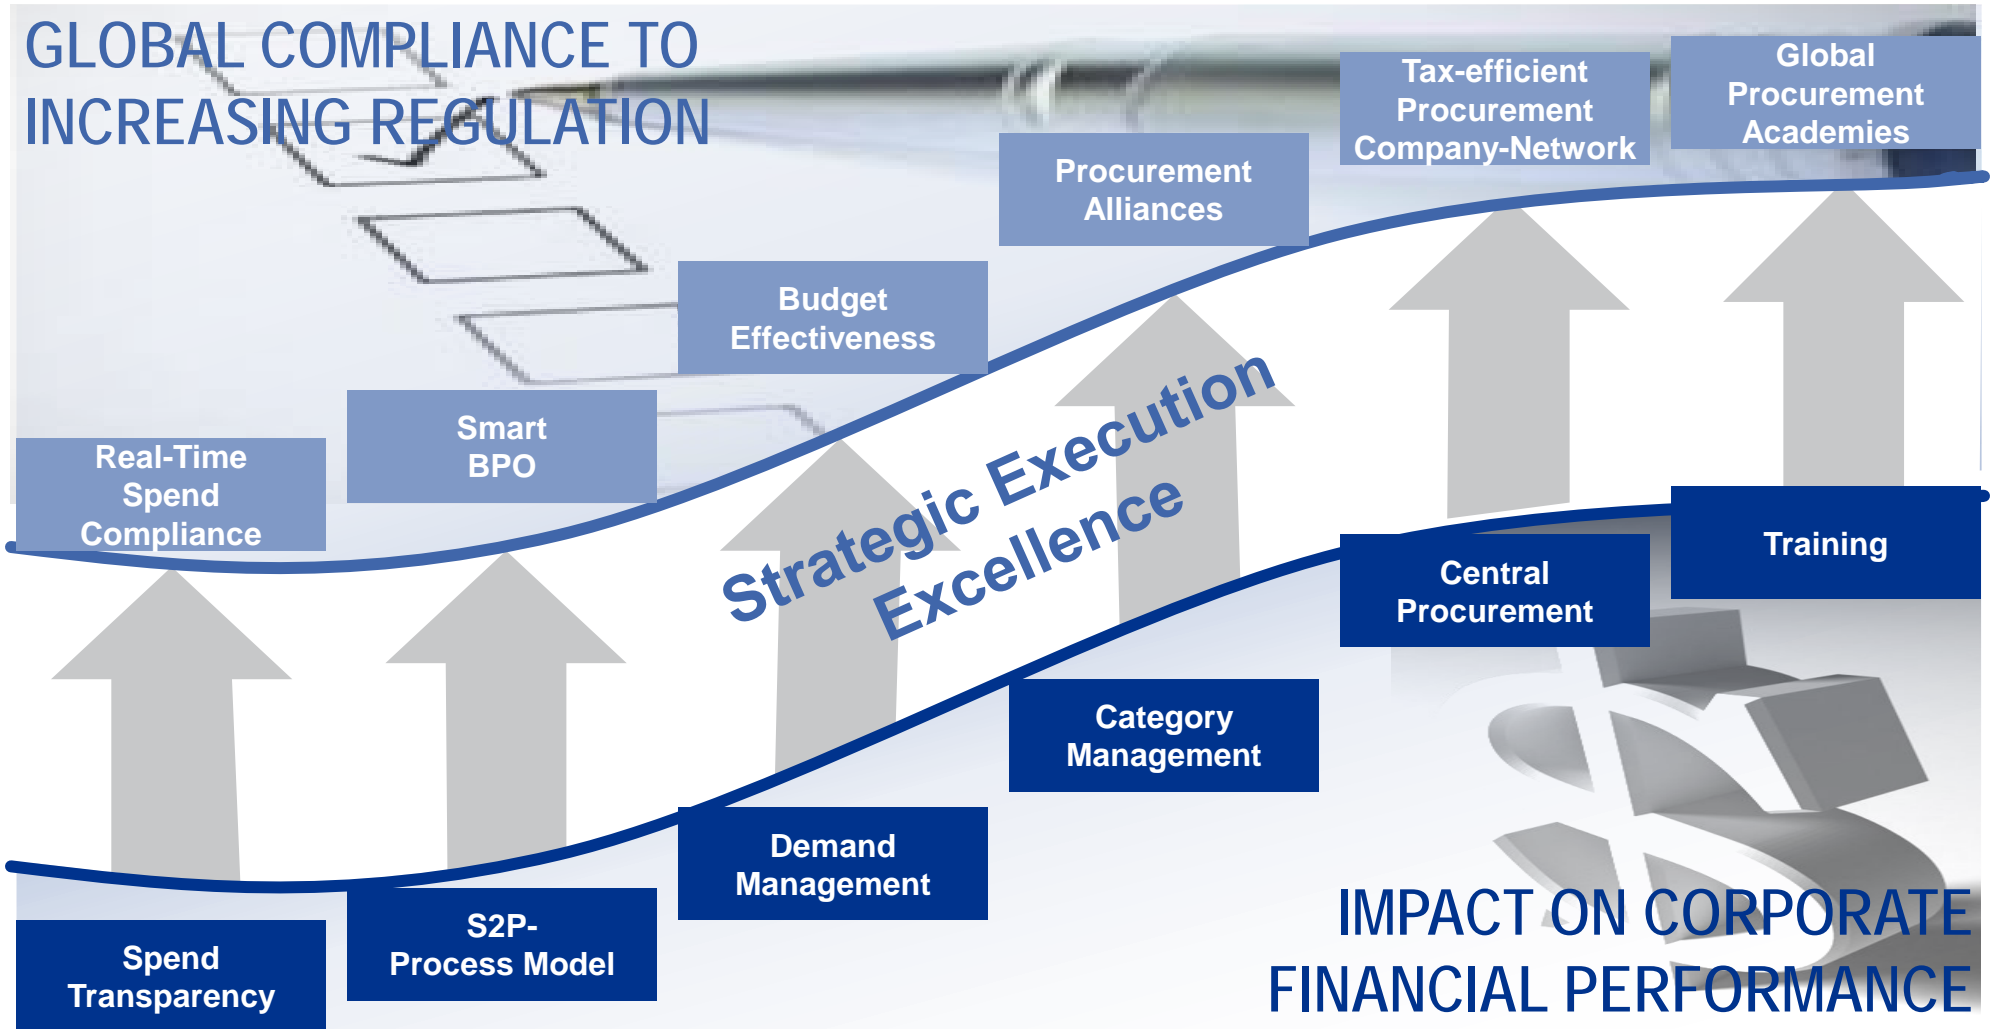 GLOBAL COMPLIANCE TO
INCREASING REGULATION
Tax-efficient
Procurement
Company-Network
Global
Procurement
Academies
Procurement
Alliances
Budget
Effectiveness
Smart
BPO
Real-Time
Spend
Compliance
Strategic Execution
Excellence
Training
Central
Procurement
Category
Management
Demand
Management
S2P-
Process Model
Spend
Transparency
IMPACT ON CORPORATE
FINANCIAL PERFORMANCE